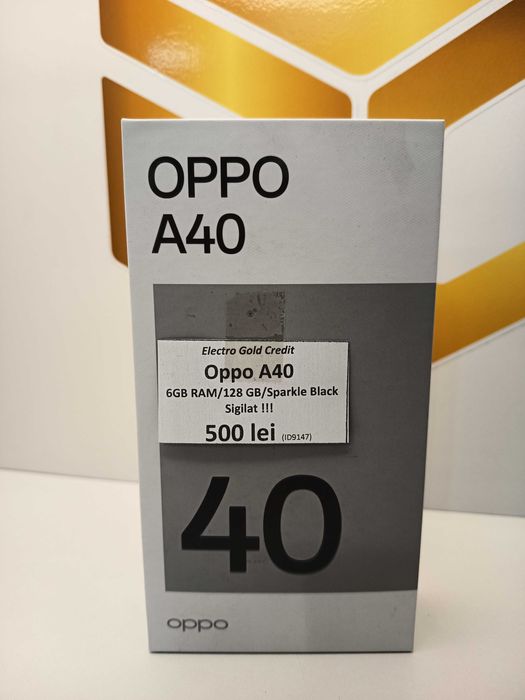 OPPO
A40
Electro Gold Credit
Oppo A40
6GB RAM/128 GB/Sparkle Black
Sigilat !!!
500 lei (ID9147)
40
oppo